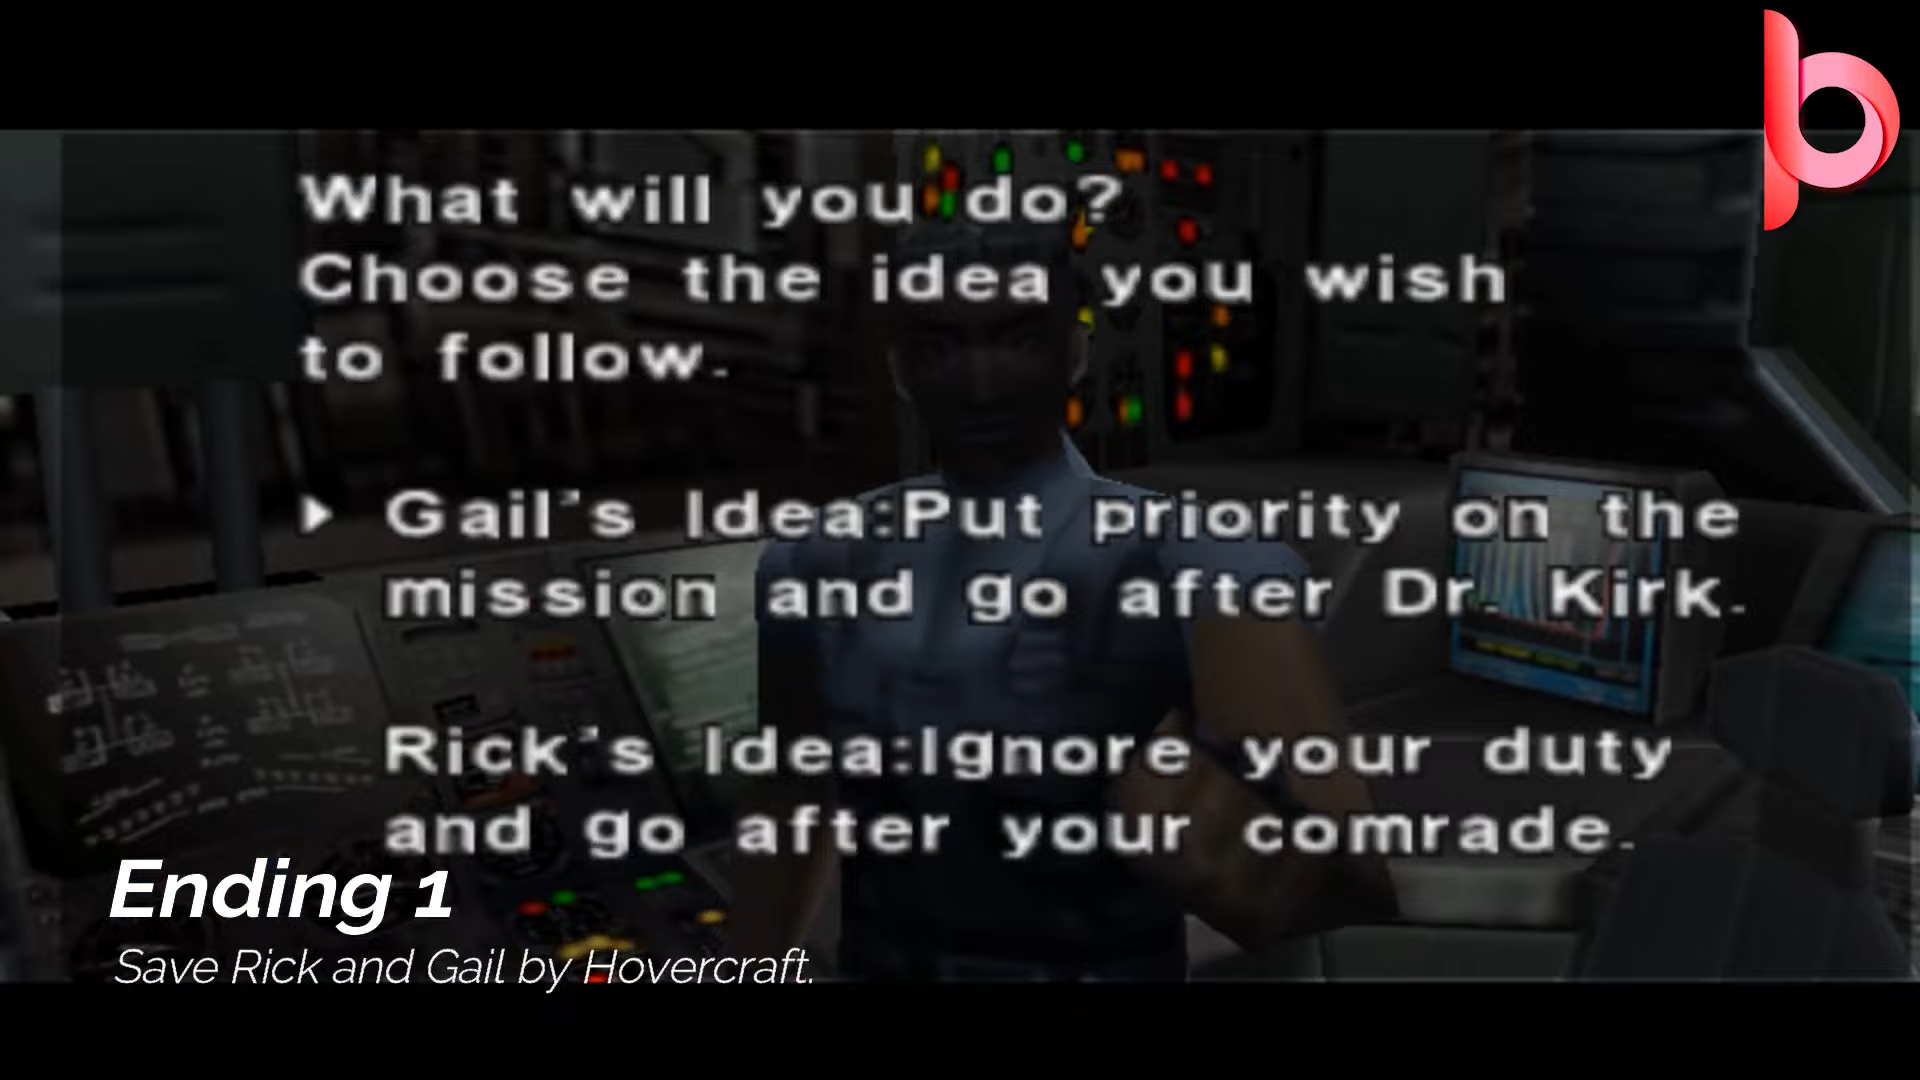 What will you do?
Choose the idea you wish
to follow.
Gail's Idea:Put priority on the
mission and go after Dr. Kirk.
Rick's Idea:Ignore your duty
and go after your comrade.
Ending 1
Save Rick and Gail by Hovercraft.